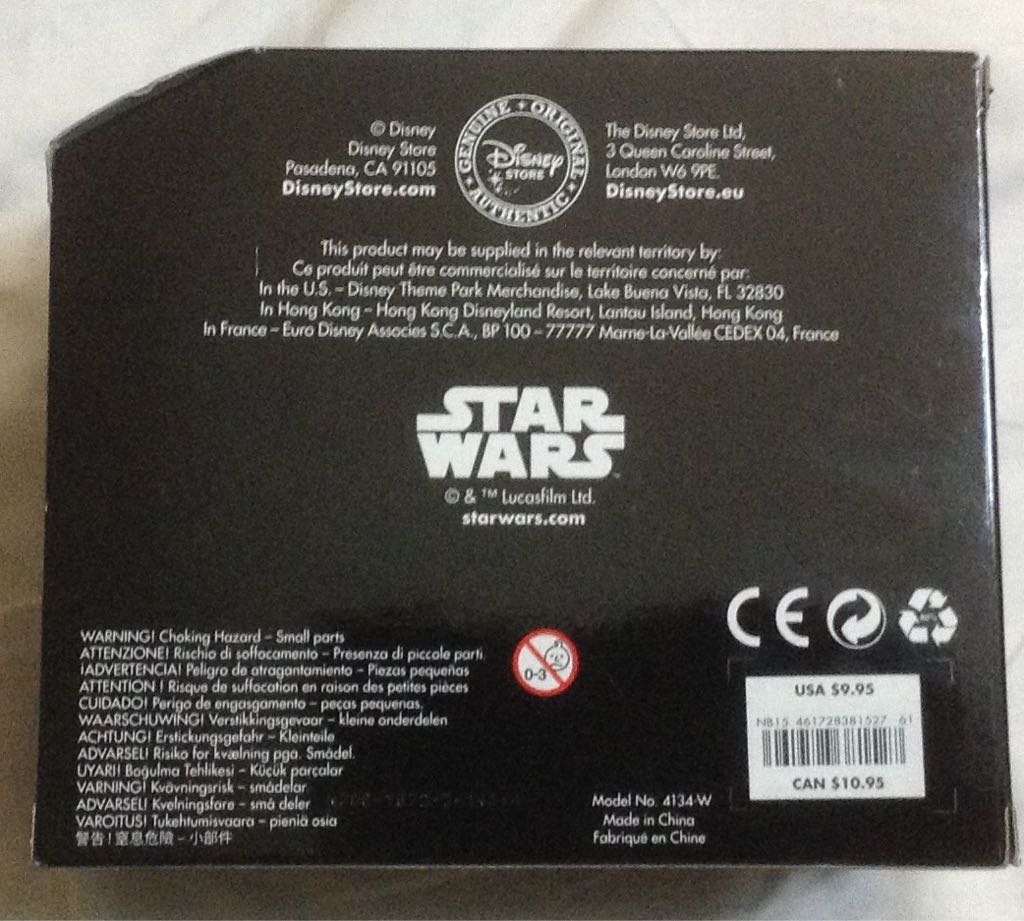 © Disney
Disney Store
Pasadena, CA 91105
DisneyStore.com
GENUINE • ORIGINAL • AUTHENTIC •
Disney
STORE
The Disney Store Ltd,
3 Queen Caroline Street,
London W6 9PE.
DisneyStore.eu
This product may be supplied in the relevant territory by:
Ce produit peut être commercialisé sur le territoire concerné par:
In the U.S. – Disney Theme Park Merchandise, Lake Buena Vista, FL 32830
In Hong Kong – Hong Kong Disneyland Resort, Lantau Island, Hong Kong
In France – Euro Disney Associes S.C.A., BP 100 – 77777 Marne-La-Vallée CEDEX 04, France
STAR
WARS
© & ™ Lucasfilm Ltd.
starwars.com
WARNING! Choking Hazard – Small parts
ATTENZIONE! Rischio di soffocamento – Presenza di piccole parti.
¡ADVERTENCIA! Peligro de atragantamiento – Piezas pequeñas
ATTENTION ! Risque de suffocation en raison des petites pièces
CUIDADO! Perigo de engasgamento – peças pequenas.
WAARSCHUWING! Verstikkingsgevaar – kleine onderdelen
ACHTUNG! Erstickungsgefahr – Kleinteile
ADVARSEL! Risiko for kvælning pga. Smådel.
UYARI! Boğulma Tehlikesi – Küçük parçalar
VARNING! Kvävningsrisk – smådelar
ADVARSEL! Kvelningsfare – små deler
VAROITUS! Tukehtumisvaara – pieniä osia
警告!窒息危險 – 小部件
0-3
CE
USA $9.95
NB15 461728381527 61
CAN $10.95
Model No. 4134-W
Made in China
Fabriqué en Chine